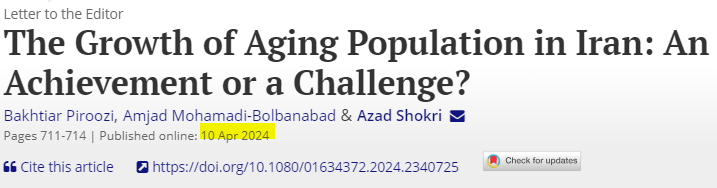 Letter to the Editor
The Growth of Aging Population in Iran: An
Achievement or a Challenge?
Bakhtiar Piroozi, Amjad Mohamadi-Bolbanabad & Azad Shokri
Pages 711-714 | Published online: 10 Apr 2024
Cite this article https://doi.org/10.1080/01634372.2024.2340725 Check for updates